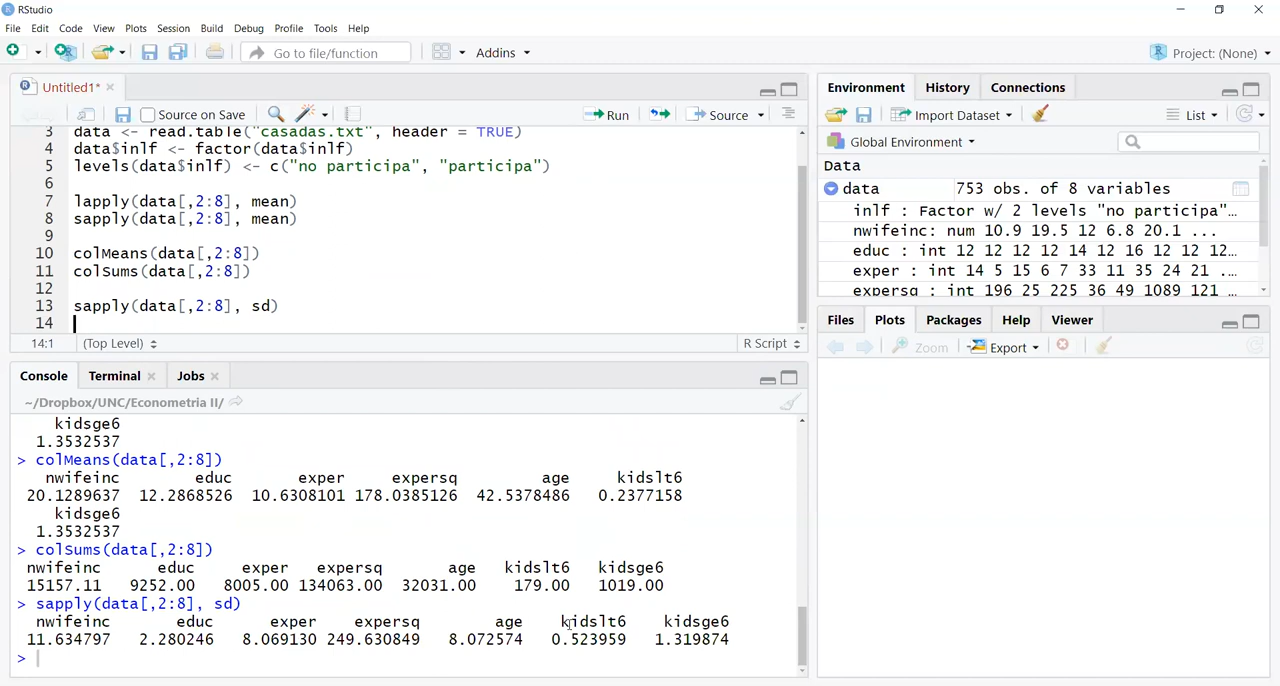 RStudio
File Edit Code View Plots Session Build Debug Profile Tools Help
Go to file/function Addins Project: (None)
Untitled1*
Source on Save Run Source
3 data <- read.table("casadas.txt", header = TRUE)
4 data$inlf <- factor(data$inlf)
5 levels(data$inlf) <- c("no participa", "participa")
6
7 lapply(data[,2:8], mean)
8 sapply(data[,2:8], mean)
9
10 colMeans(data[,2:8])
11 colSums(data[,2:8])
12
13 sapply(data[,2:8], sd)
14
14:1 (Top Level) R Script
Console Terminal Jobs
~/Dropbox/UNC/Econometria II/
kidsge6
1.3532537
> colMeans(data[,2:8])
nwifeinc educ exper expersq age kidslt6
20.1289637 12.2868526 10.6308101 178.0385126 42.5378486 0.2377158
kidsge6
1.3532537
> colSums(data[,2:8])
nwifeinc educ exper expersq age kidslt6 kidsge6
15157.11 9252.00 8005.00 134063.00 32031.00 179.00 1019.00
> sapply(data[,2:8], sd)
nwifeinc educ exper expersq age kidslt6 kidsge6
11.634797 2.280246 8.069130 249.630849 8.072574 0.523959 1.319874
>
Environment History Connections
Import Dataset List
Global Environment
Data
data 753 obs. of 8 variables
inlf : Factor w/ 2 levels "no participa"…
nwifeinc: num 10.9 19.5 12 6.8 20.1 ...
educ : int 12 12 12 12 14 12 16 12 12 12…
exper : int 14 5 15 6 7 33 11 35 24 21 .…
expersq : int 196 25 225 36 49 1089 121 …
Files Plots Packages Help Viewer
Zoom Export